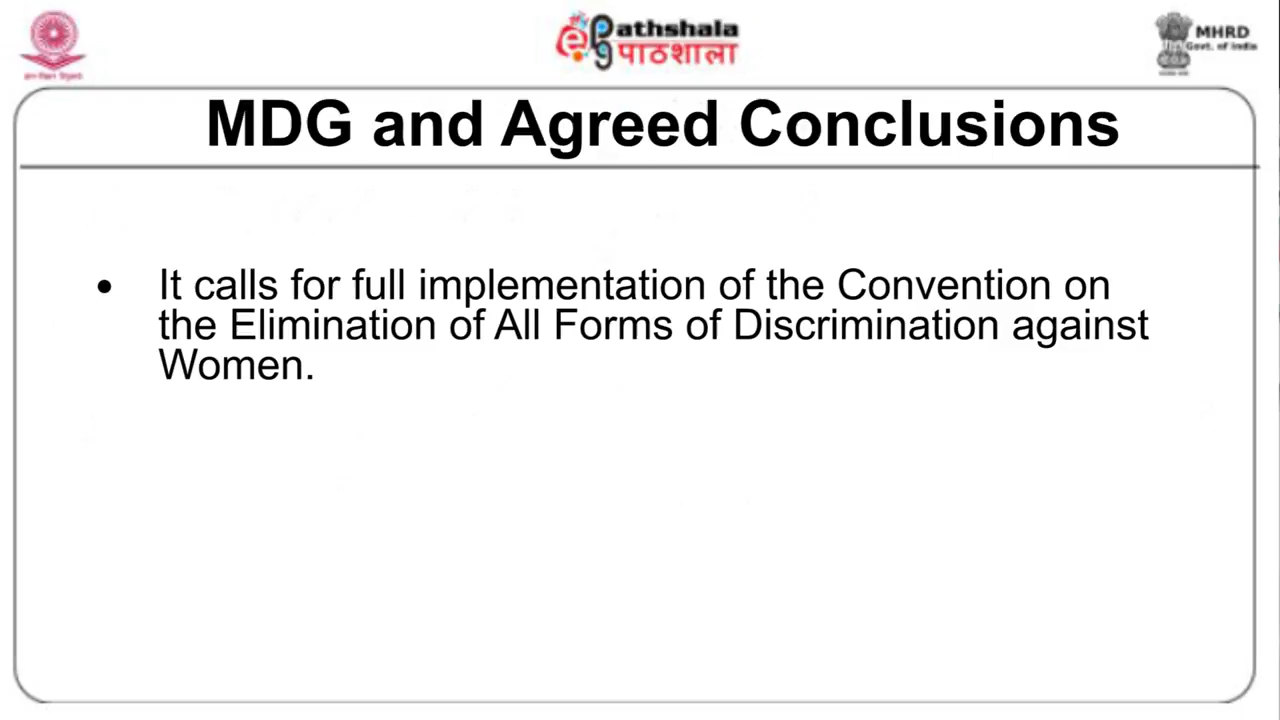 Pathshala
पाठशाला
MHRD
Govt. of India
MDG and Agreed Conclusions
• It calls for full implementation of the Convention on
the Elimination of All Forms of Discrimination against
Women.